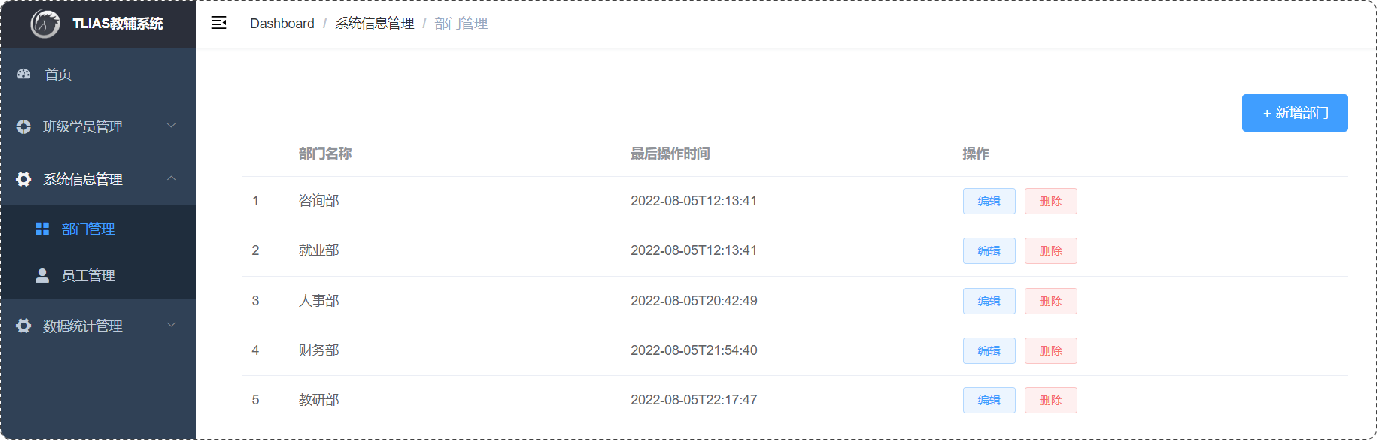 TLIAS教辅系统
Dashboard / 系统信息管理 / 部门管理
首页
班级学员管理
系统信息管理
部门管理
员工管理
数据统计管理
+ 新增部门
部门名称 最后操作时间 操作
1 咨询部 2022-08-05T12:13:41 编辑 删除
2 就业部 2022-08-05T12:13:41 编辑 删除
3 人事部 2022-08-05T20:42:49 编辑 删除
4 财务部 2022-08-05T21:54:40 编辑 删除
5 教研部 2022-08-05T22:17:47 编辑 删除